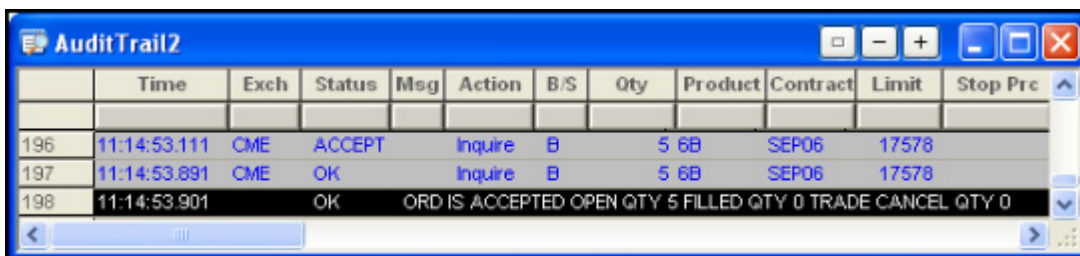 AuditTrail2
Time Exch Status Msg Action B/S Qty Product Contract Limit Stop Prc
196 11:14:53.111 CME ACCEPT Inquire B 5 6B SEP06 17578
197 11:14:53.891 CME OK Inquire B 5 6B SEP06 17578
198 11:14:53.901 OK ORD IS ACCEPTED OPEN QTY 5 FILLED QTY 0 TRADE CANCEL QTY 0